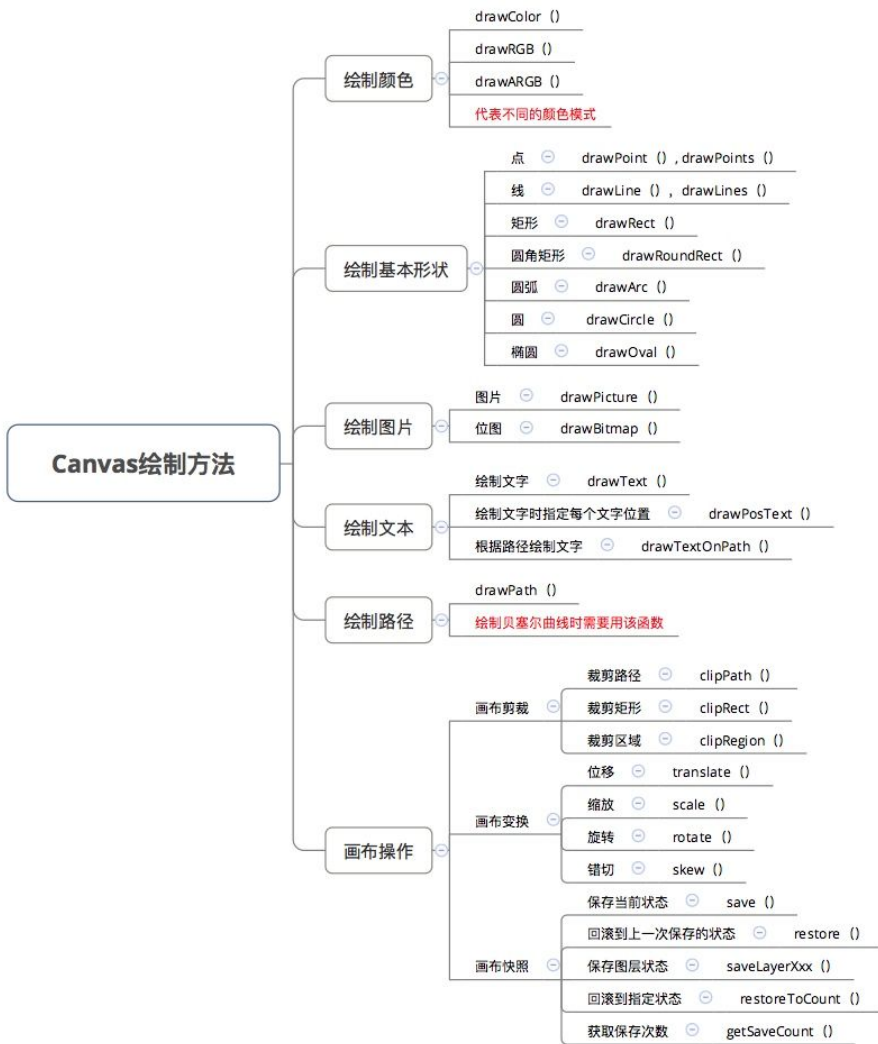 Canvas绘制方法
绘制颜色
drawColor ()
drawRGB ()
drawARGB ()
代表不同的颜色模式
绘制基本形状
点 drawPoint () , drawPoints ()
线 drawLine () , drawLines ()
矩形 drawRect ()
圆角矩形 drawRoundRect ()
圆弧 drawArc ()
圆 drawCircle ()
椭圆 drawOval ()
绘制图片
图片 drawPicture ()
位图 drawBitmap ()
绘制文本
绘制文字 drawText ()
绘制文字时指定每个文字位置 drawPosText ()
根据路径绘制文字 drawTextOnPath ()
绘制路径
drawPath ()
绘制贝塞尔曲线时需要用该函数
画布操作
画布剪裁
裁剪路径 clipPath ()
裁剪矩形 clipRect ()
裁剪区域 clipRegion ()
画布变换
位移 translate ()
缩放 scale ()
旋转 rotate ()
错切 skew ()
画布快照
保存当前状态 save ()
回滚到上一次保存的状态 restore ()
保存图层状态 saveLayerXxx ()
回滚到指定状态 restoreToCount ()
获取保存次数 getSaveCount ()